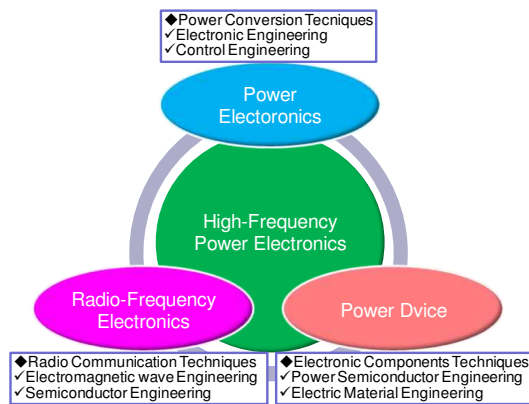 ◆Power Conversion Tecniques
✓Electronic Engineering
✓Control Engineering
Power
Electoronics
High-Frequency
Power Electronics
Radio-Frequency
Electronics
Power Dvice
◆Radio Communication Techniques
✓Electromagnetic wave Engineering
✓Semiconductor Engineering
◆Electronic Components Techniques
✓Power Semiconductor Engineering
✓Electric Material Engineering